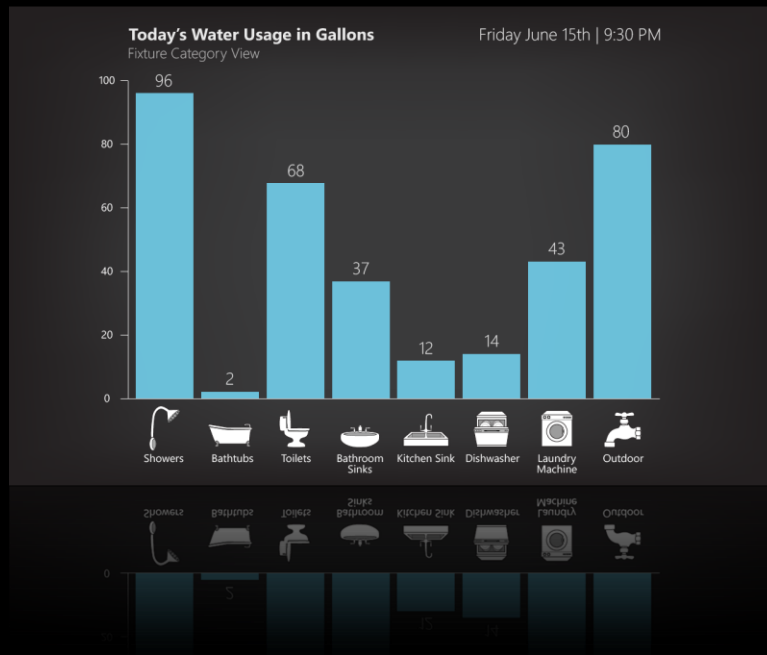 Today's Water Usage in Gallons
Friday June 15th | 9:30 PM
Fixture Category View
100
80
60
40
20
0
96
2
68
37
12
14
43
80
Showers
Bathtubs
Toilets
Bathroom
Sinks
Kitchen Sink
Dishwasher
Laundry
Machine
Outdoor